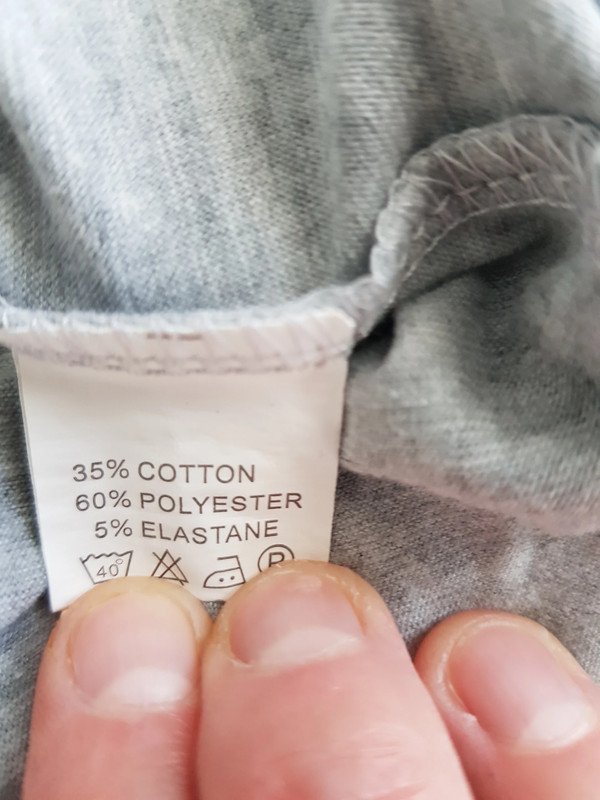 35% COTTON
60% POLYESTER
5% ELASTANE
40° P